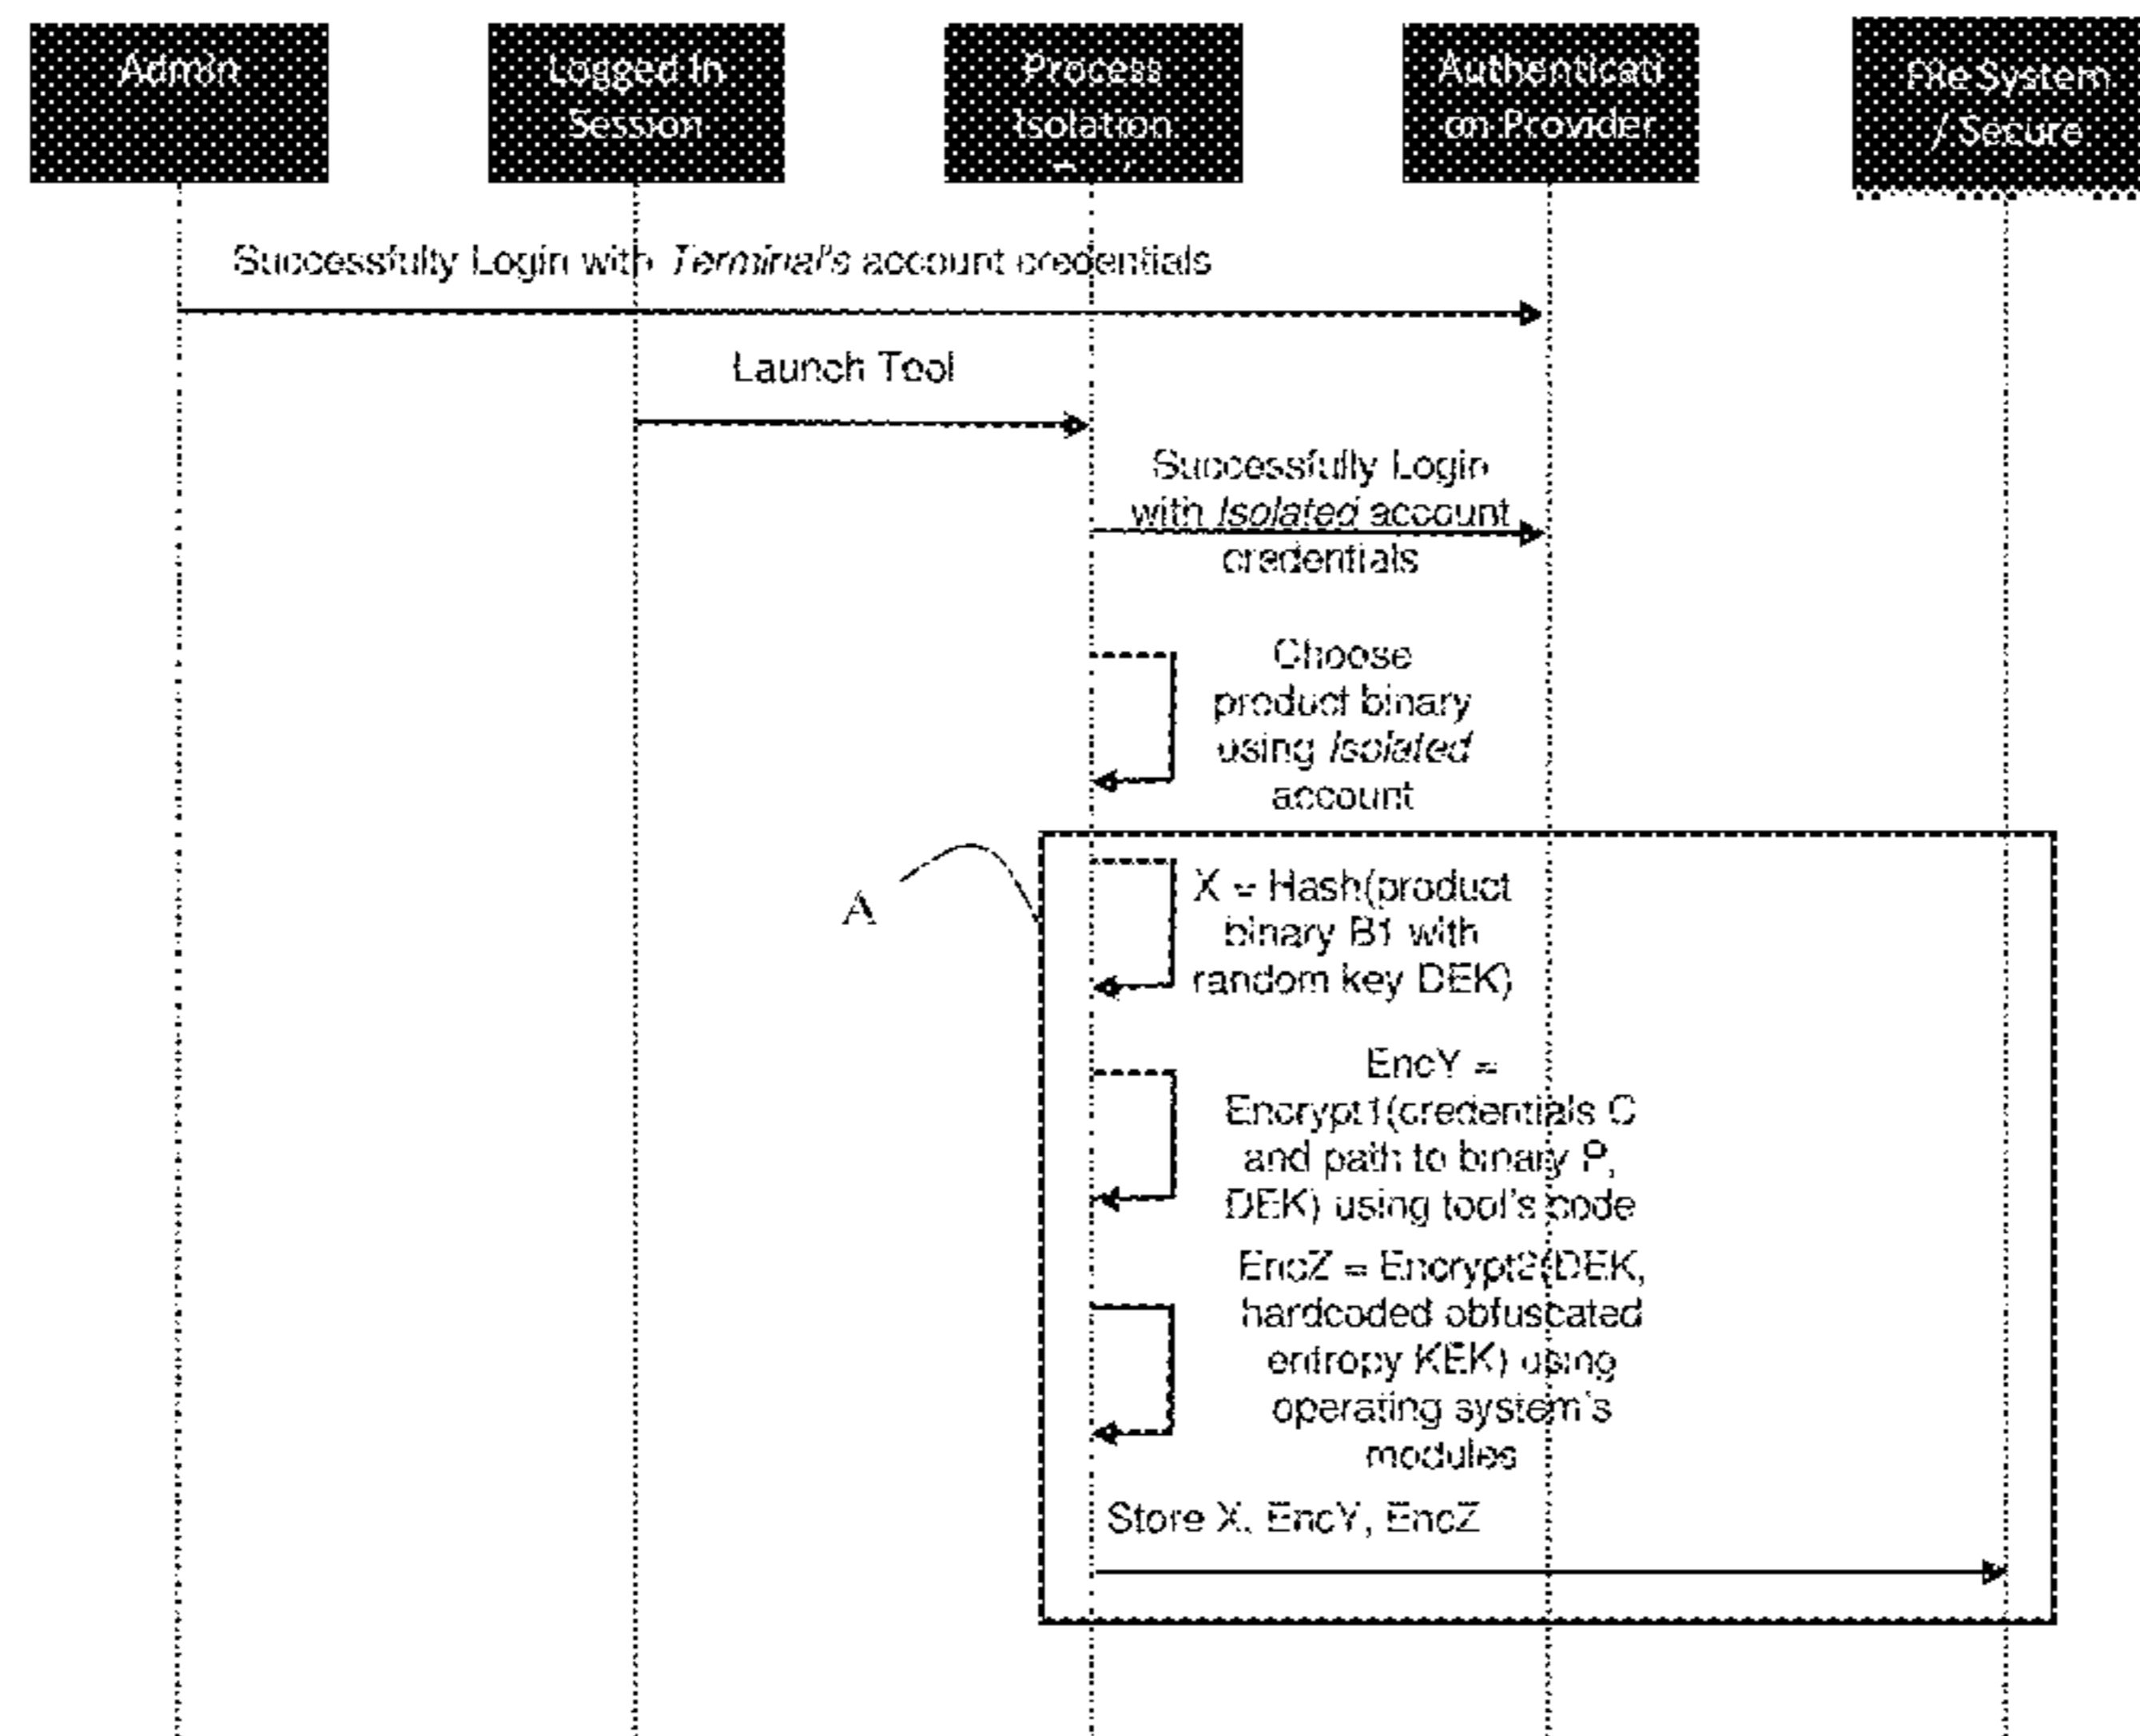 Admin
Logged In
Session
Process
Isolation
Authenticati
on Provider
File System
/ Secure
Successfully Login with Terminal's account credentials
Launch Tool
Successfully Login
with Isolated account
credentials
Choose
product binary
using Isolated
account
A
X = Hash(product
binary B1 with
random key DEK)
EncY =
Encrypt1(credentials C
and path to binary P,
DEK) using tool's code
EncZ = Encrypt2(DEK,
hardcoded obfuscated
entropy KEK) using
operating system's
modules
Store X, EncY, EncZ